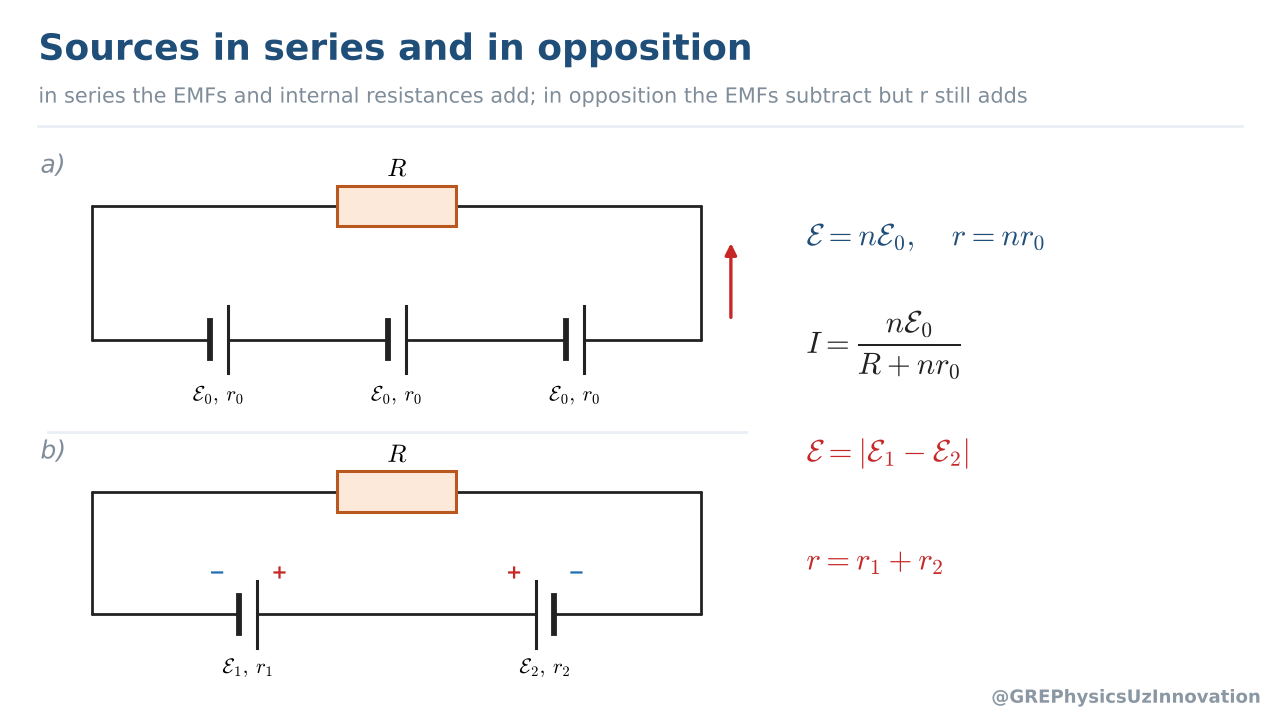 Sources in series and in opposition
in series the EMFs and internal resistances add; in opposition the EMFs subtract but r still adds
a)
R
ℰ₀, r₀
ℰ₀, r₀
ℰ₀, r₀
b)
R
− +
+ −
ℰ₁, r₁
ℰ₂, r₂
ℰ = nℰ₀, r = nr₀
I = nℰ₀ / (R + nr₀)
ℰ = |ℰ₁ − ℰ₂|
r = r₁ + r₂
@GREPhysicsUzInnovation